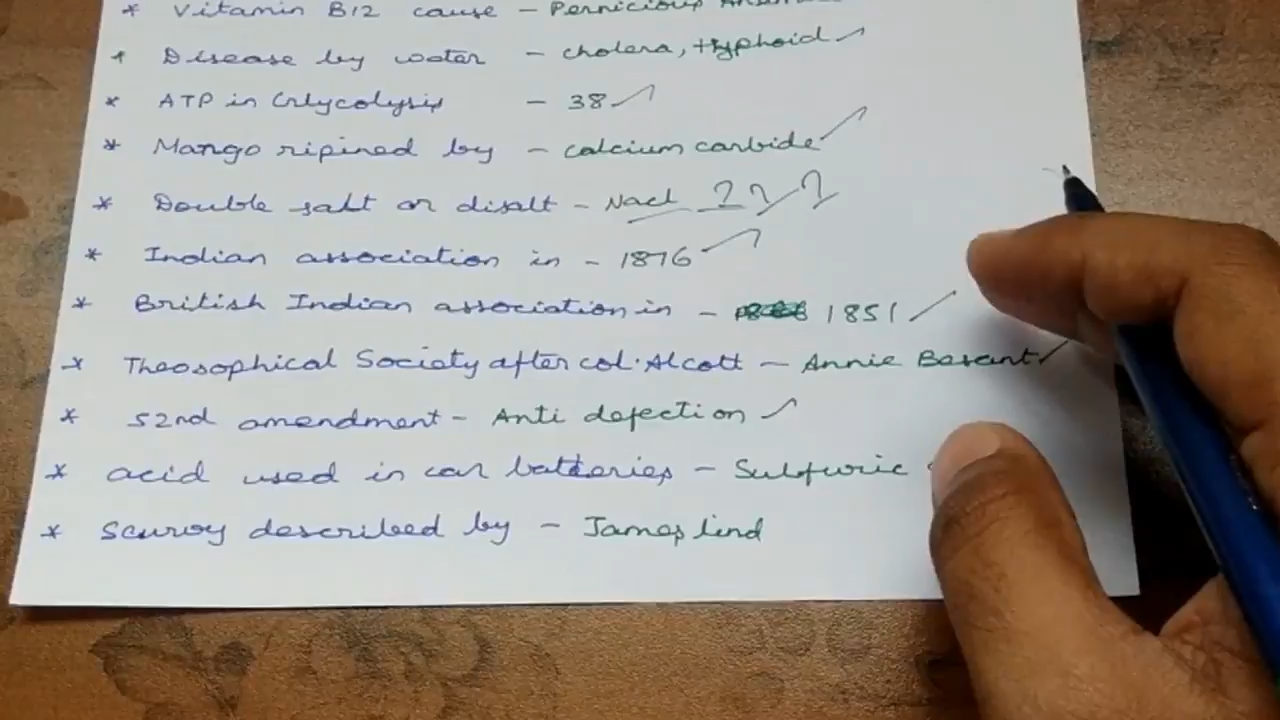 * Vitamin B12 cause - Pernicious
* Disease by water - cholera, thyphoid ✓
* ATP in Glycolysis - 38 ✓
* Mango ripined by - calcium carbide ✓
* Double salt or disalt - Nacl ? ? ?
* Indian association in - 1876 ✓
* British Indian association in - 1851 ✓
* Theosophical Society after col. Alcott - Annie Besant ✓
* 52nd amendment - Anti defection ✓
* acid used in car batteries - Sulfuric
* Scurvy described by - James lind